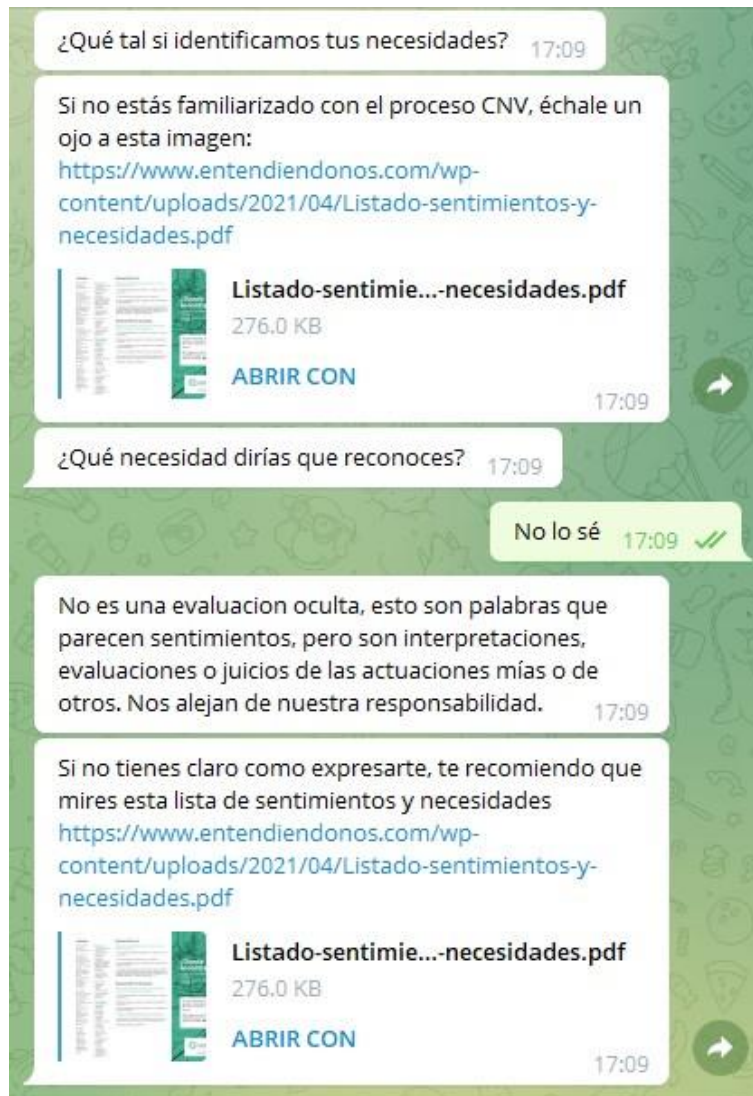 ¿Qué tal si identificamos tus necesidades? 17:09
Si no estás familiarizado con el proceso CNV, échale un
ojo a esta imagen:
https://www.entendiendonos.com/wp-
content/uploads/2021/04/Listado-sentimientos-y-
necesidades.pdf
Listado-sentimie...-necesidades.pdf
276.0 KB
ABRIR CON
17:09
¿Qué necesidad dirías que reconoces? 17:09
No lo sé 17:09
No es una evaluacion oculta, esto son palabras que
parecen sentimientos, pero son interpretaciones,
evaluaciones o juicios de las actuaciones mías o de
otros. Nos alejan de nuestra responsabilidad. 17:09
Si no tienes claro como expresarte, te recomiendo que
mires esta lista de sentimientos y necesidades
https://www.entendiendonos.com/wp-
content/uploads/2021/04/Listado-sentimientos-y-
necesidades.pdf
Listado-sentimie...-necesidades.pdf
276.0 KB
ABRIR CON
17:09